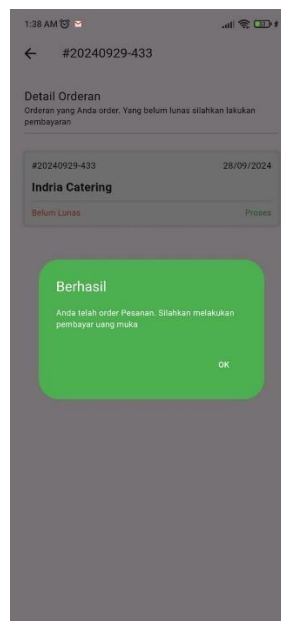 1:38 AM
← #20240929-433
Detail Orderan
Orderan yang Anda order. Yang belum lunas silahkan lakukan
pembayaran
#20240929-433 28/09/2024
Indria Catering
Belum Lunas Proses
Berhasil
Anda telah order Pesanan. Silahkan melakukan
pembayar uang muka
OK